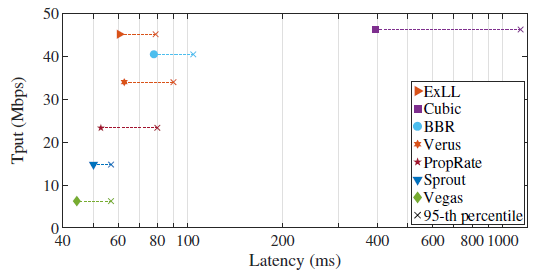 50
40
30
20
10
0
Tput (Mbps)
ExLL
Cubic
BBR
Verus
PropRate
Sprout
Vegas
95-th percentile
40 60 80 100 200 400 600 800 1000
Latency (ms)